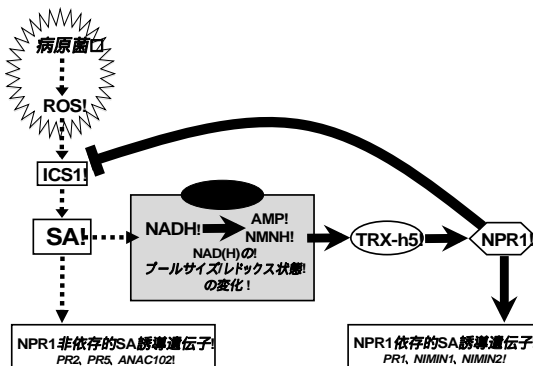 病原菌
ROS!
ICS1!
SA!
NADH!
AMP!
NMNH!
NAD(H)の!
プールサイズ/レドックス状態!
の変化!
TRX-h5!
NPR1!
NPR1非依存的SA誘導遺伝子!
PR2, PR5, ANAC102!
NPR1依存的SA誘導遺伝子
PR1, NIMIN1, NIMIN2!